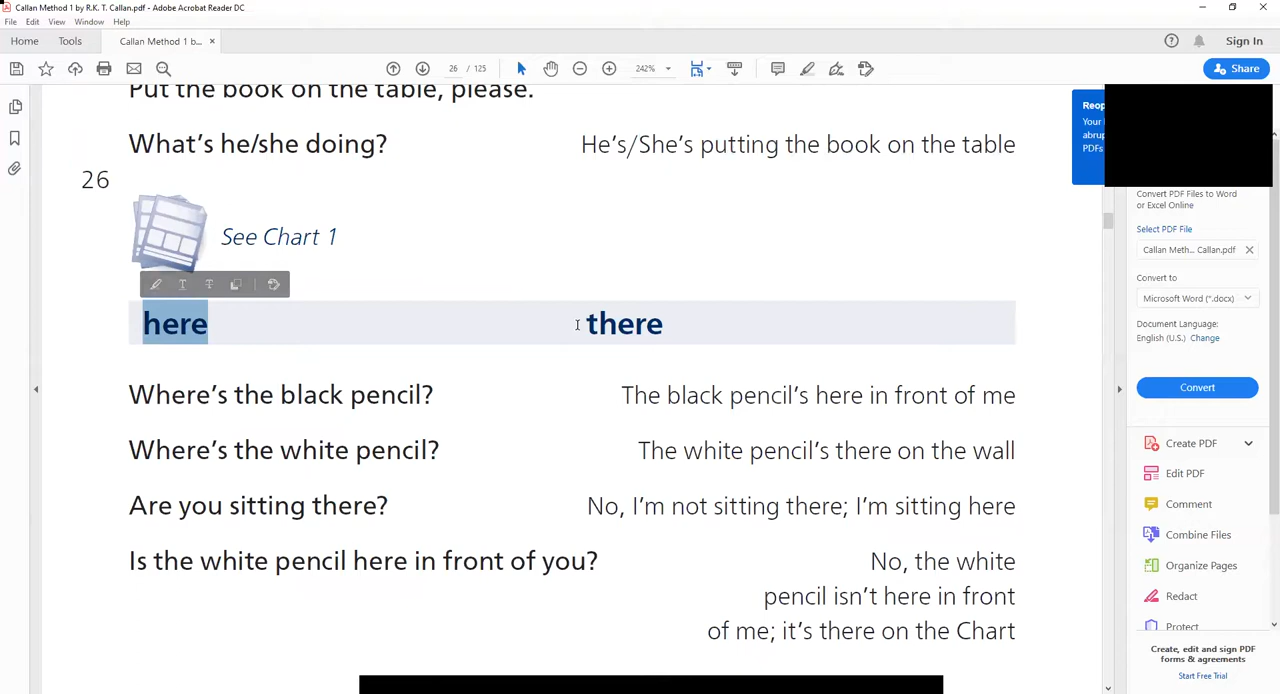 Callan Method 1 by R.K. T. Callan.pdf - Adobe Acrobat Reader DC
File Edit View Window Help
Home Tools Callan Method 1 b... × Sign In
26 / 125 242% Share
Put the book on the table, please.
What's he/she doing? He's/She's putting the book on the table
26
See Chart 1
here there
Where's the black pencil? The black pencil's here in front of me
Where's the white pencil? The white pencil's there on the wall
Are you sitting there? No, I'm not sitting there; I'm sitting here
Is the white pencil here in front of you? No, the white
pencil isn't here in front
of me; it's there on the Chart
Reop
Your
abrup
PDFs
Convert PDF Files to Word
or Excel Online
Select PDF File
Callan Meth... Callan.pdf
Convert to
Microsoft Word (*.docx)
Document Language:
English (U.S.) Change
Convert
Create PDF
Edit PDF
Comment
Combine Files
Organize Pages
Redact
Protect
Create, edit and sign PDF
forms & agreements
Start Free Trial